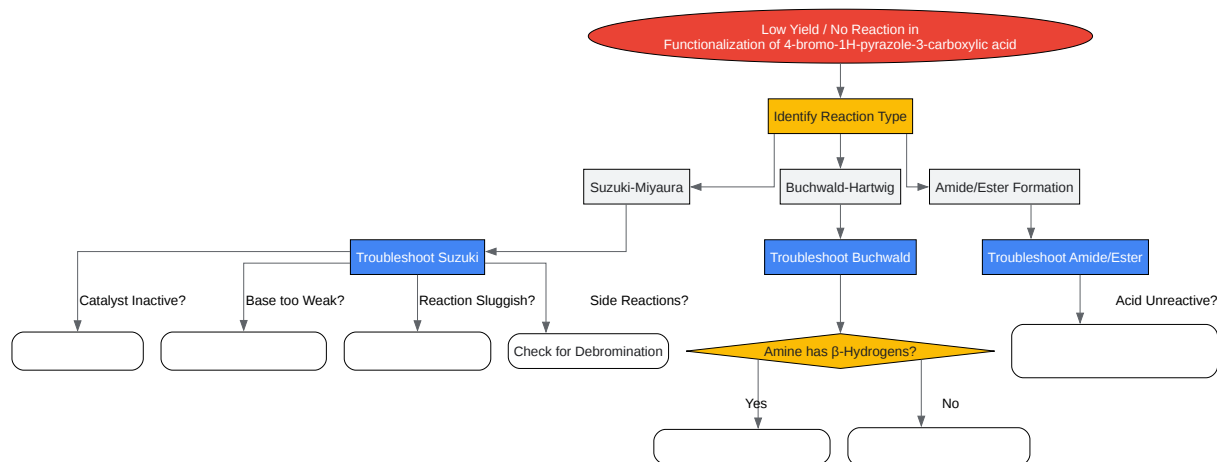 Low Yield / No Reaction in
Functionalization of 4-bromo-1H-pyrazole-3-carboxylic acid
Identify Reaction Type
Suzuki-Miyaura
Buchwald-Hartwig
Amide/Ester Formation
Troubleshoot Suzuki
Troubleshoot Buchwald
Troubleshoot Amide/Ester
Catalyst Inactive?
Base too Weak?
Reaction Sluggish?
Side Reactions?
Acid Unreactive?
Check for Debromination
Amine has β-Hydrogens?
Yes
No